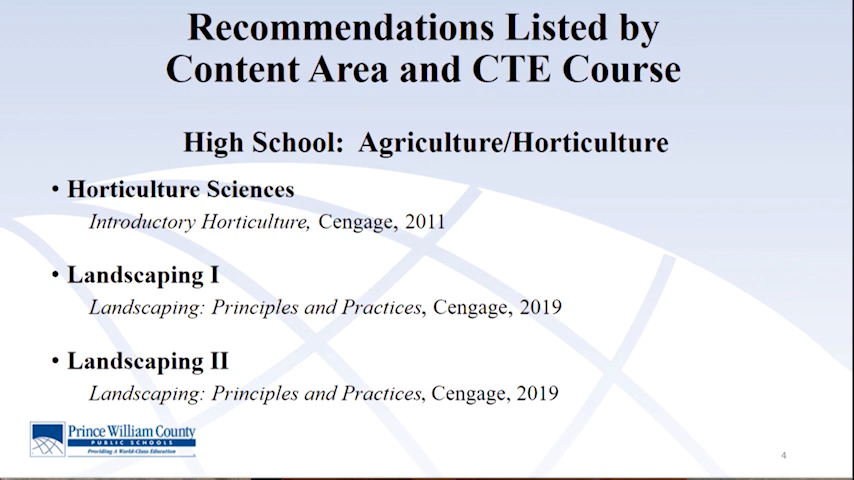 Recommendations Listed by
Content Area and CTE Course
High School: Agriculture/Horticulture
• Horticulture Sciences
Introductory Horticulture, Cengage, 2011
• Landscaping I
Landscaping: Principles and Practices, Cengage, 2019
• Landscaping II
Landscaping: Principles and Practices, Cengage, 2019
Prince William County
PUBLIC SCHOOLS
Providing A World-Class Education
4